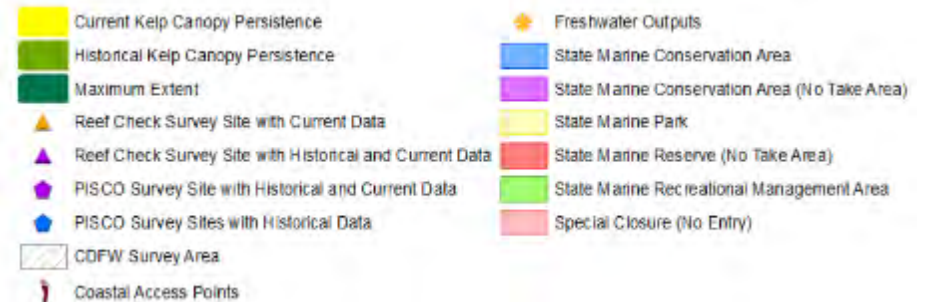 Current Kelp Canopy Persistence
Historical Kelp Canopy Persistence
Maximum Extent
Reef Check Survey Site with Current Data
Reef Check Survey Site with Historical and Current Data
PISCO Survey Site with Historical and Current Data
PISCO Survey Sites with Historical Data
CDFW Survey Area
Coastal Access Points
Freshwater Outputs
State Marine Conservation Area
State Marine Conservation Area (No Take Area)
State Marine Park
State Marine Reserve (No Take Area)
State Marine Recreational Management Area
Special Closure (No Entry)